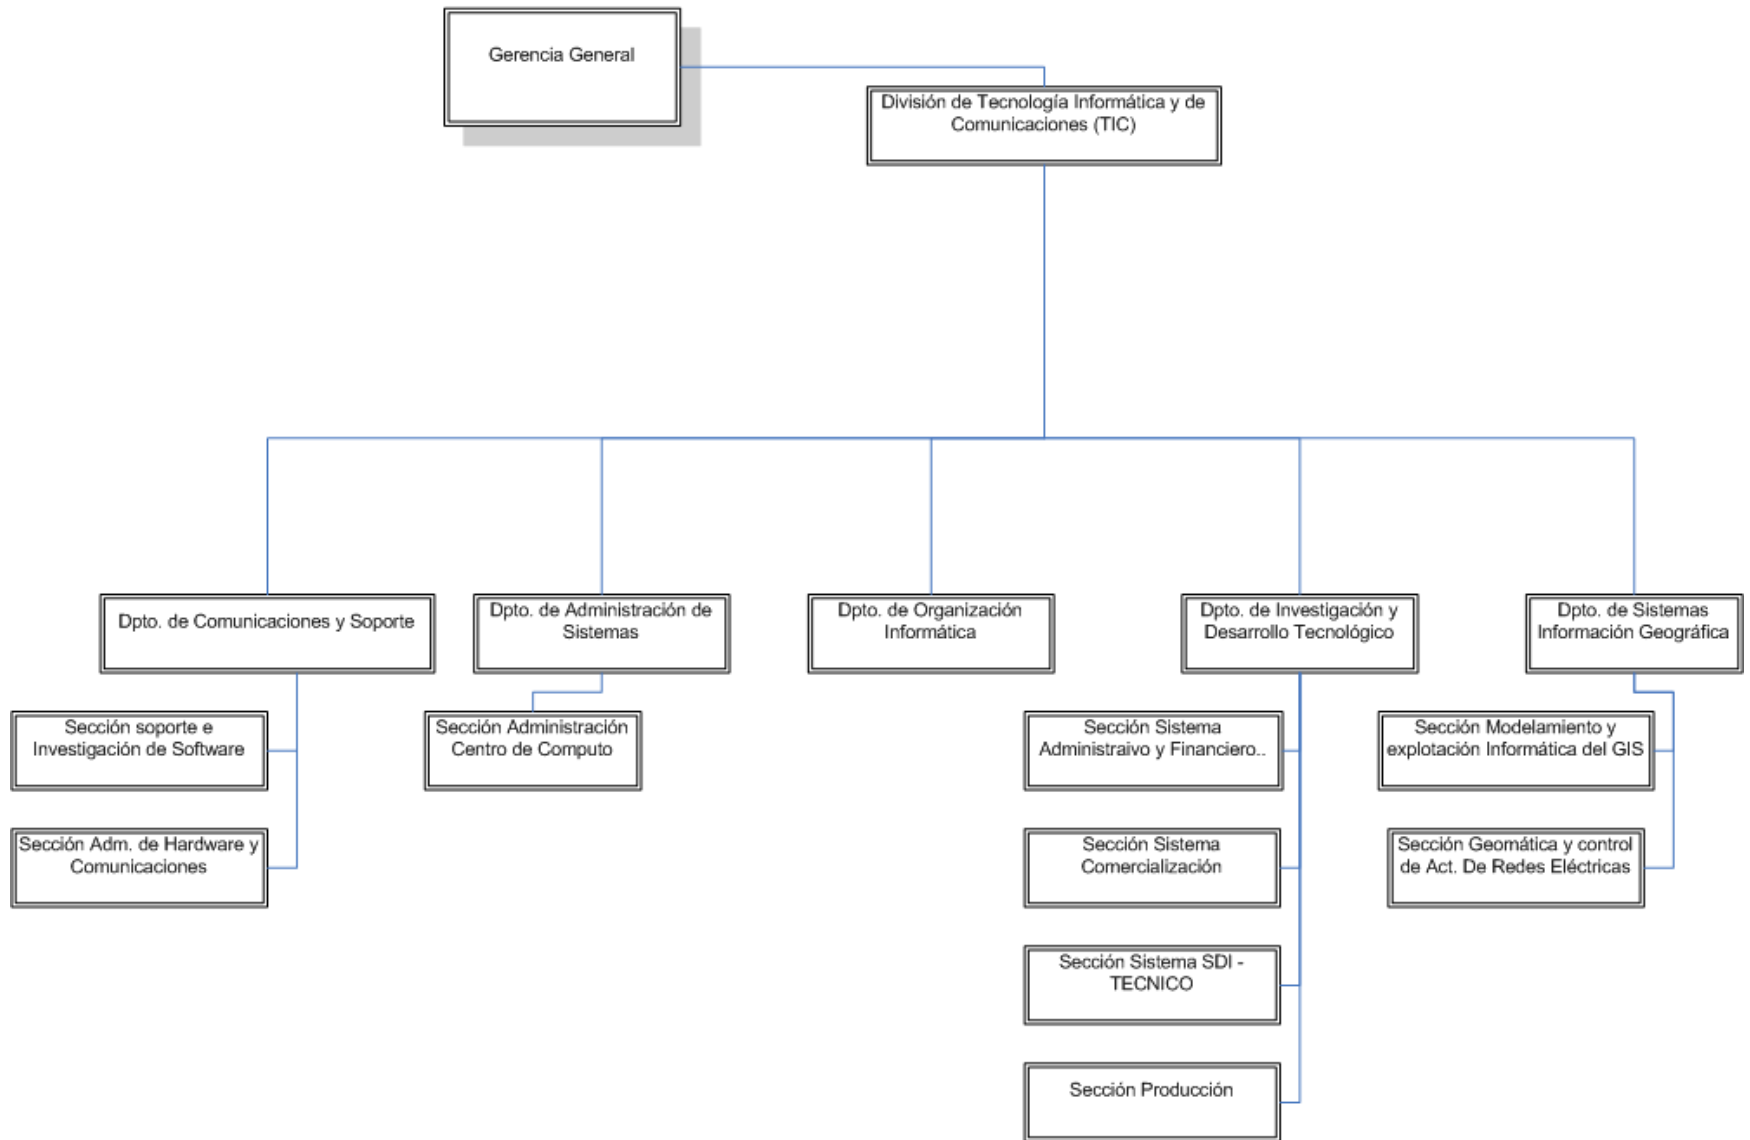 Gerencia General
División de Tecnología Informática y de
Comunicaciones (TIC)
Dpto. de Comunicaciones y Soporte
Dpto. de Administración de
Sistemas
Dpto. de Organización
Informática
Dpto. de Investigación y
Desarrollo Tecnológico
Dpto. de Sistemas
Información Geográfica
Sección soporte e
Investigación de Software
Sección Administración
Centro de Computo
Sección Sistema
Administraivo y Financiero..
Sección Modelamiento y
explotación Informática del GIS
Sección Adm. de Hardware y
Comunicaciones
Sección Sistema
Comercialización
Sección Geomática y control
de Act. De Redes Eléctricas
Sección Sistema SDI -
TECNICO
Sección Producción